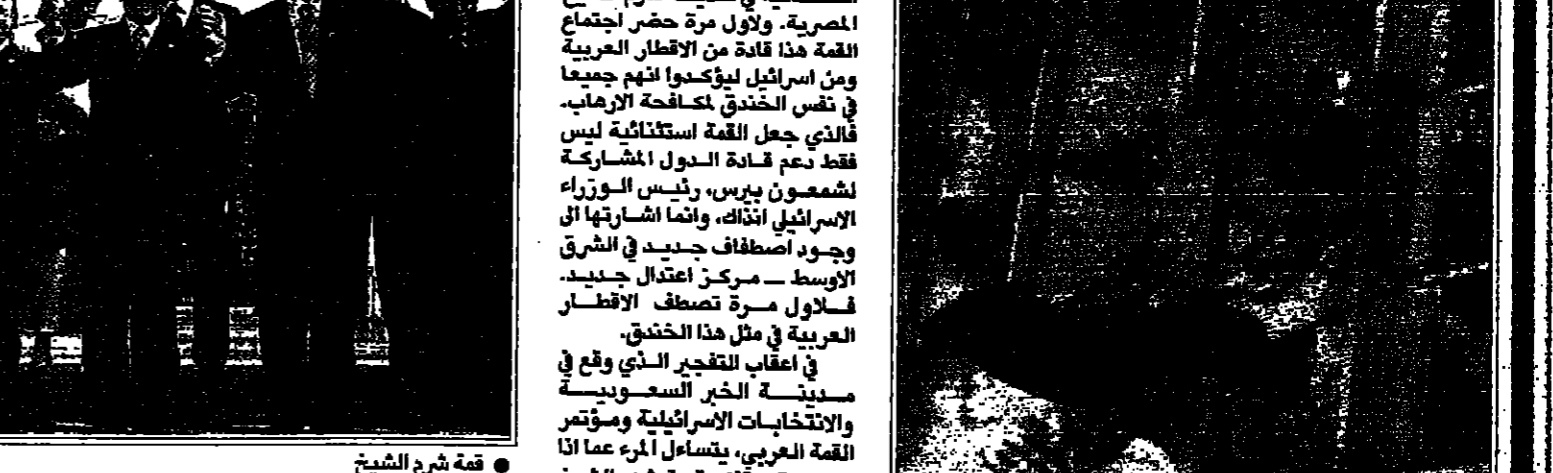 المصرية. ولاول مرة حضر اجتماع
القمة هذا قادة من الاقطار العربية
ومن اسرائيل ليؤكدوا انهم جميعا
في نفس الخندق لمكافحة الارهاب.
فالذي جعل القمة استثنائية ليس
فقط دعم قادة الدول المشاركة
لشمعون بيرس، رئيس الوزراء
الاسرائيلي انذاك، وانما اشارتها الى
وجود اصطفاف جديد في الشرق
الاوسط — مركز اعتدال جديد.
فلاول مرة تصطف الاقطار
العربية في مثل هذا الخندق.
في اعقاب التفجير الذي وقع في
مدينة الخبر السعودية
والانتخابات الاسرائيلية ومؤتمر
القمة العربي، يتساءل المرء عما اذا
● قمة شرم الشيخ